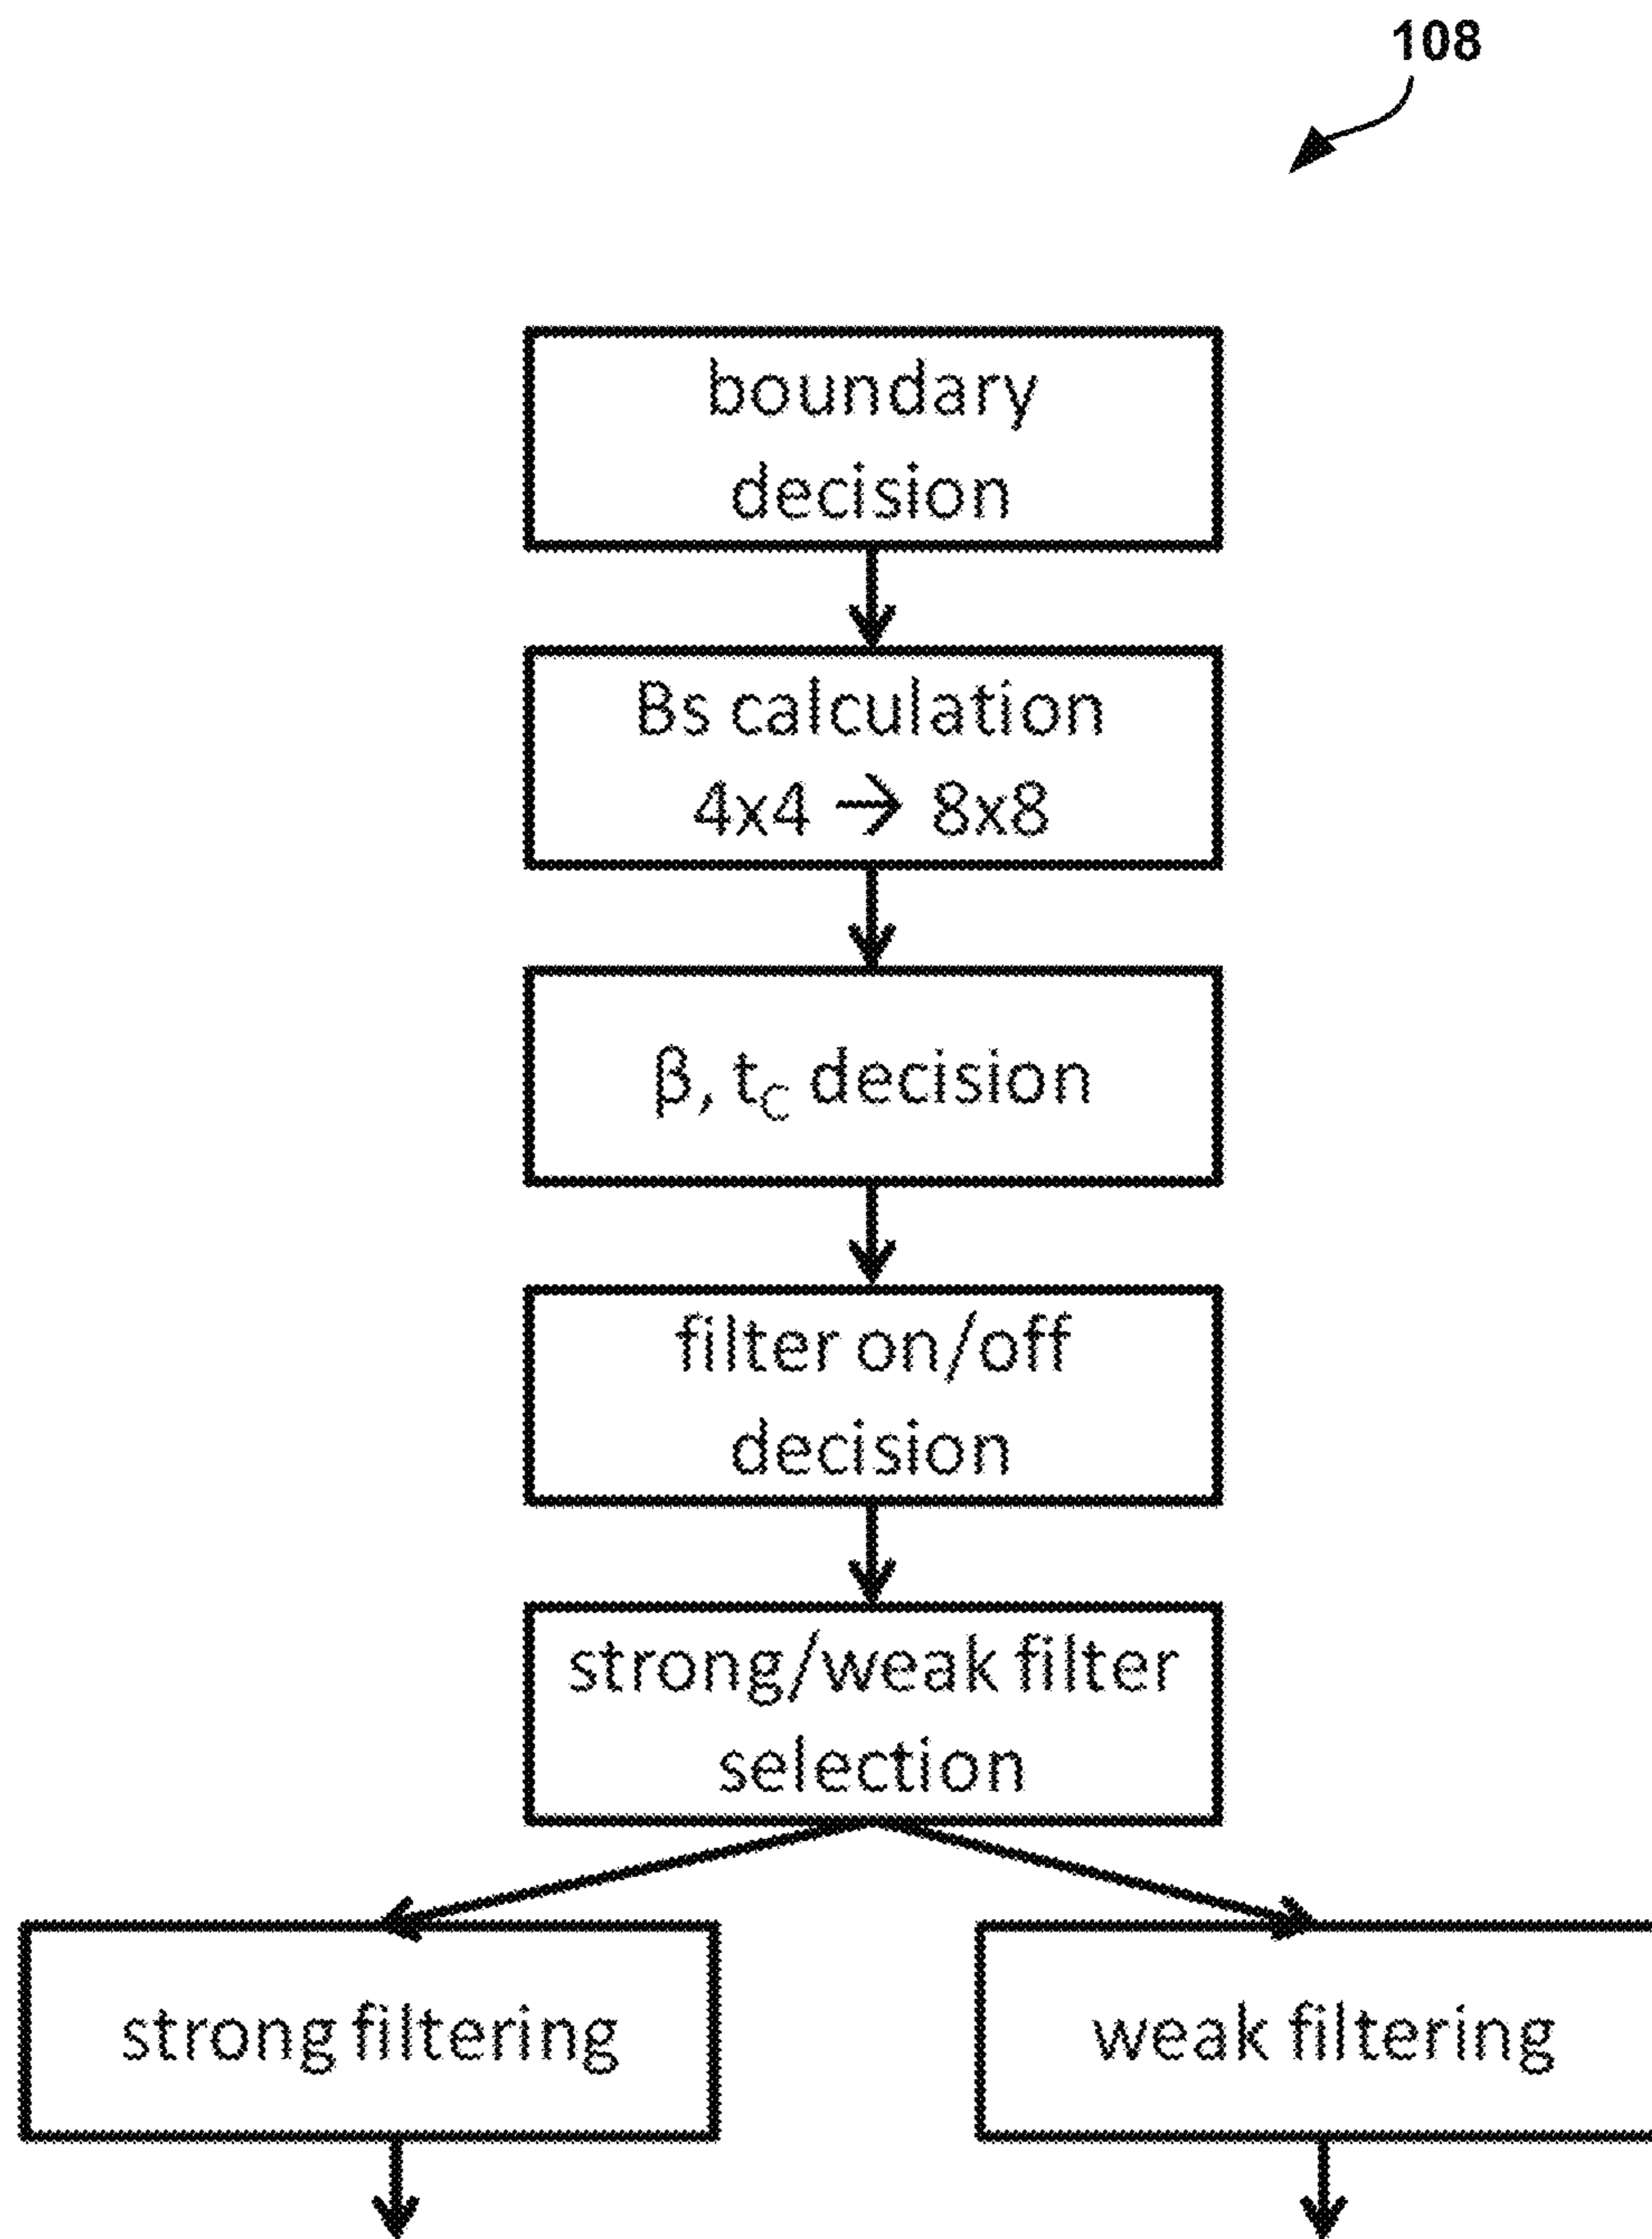 108
boundary
decision
Bs calculation
4x4 → 8x8
β, t_C decision
filter on/off
decision
strong/weak filter
selection
strong filtering
weak filtering